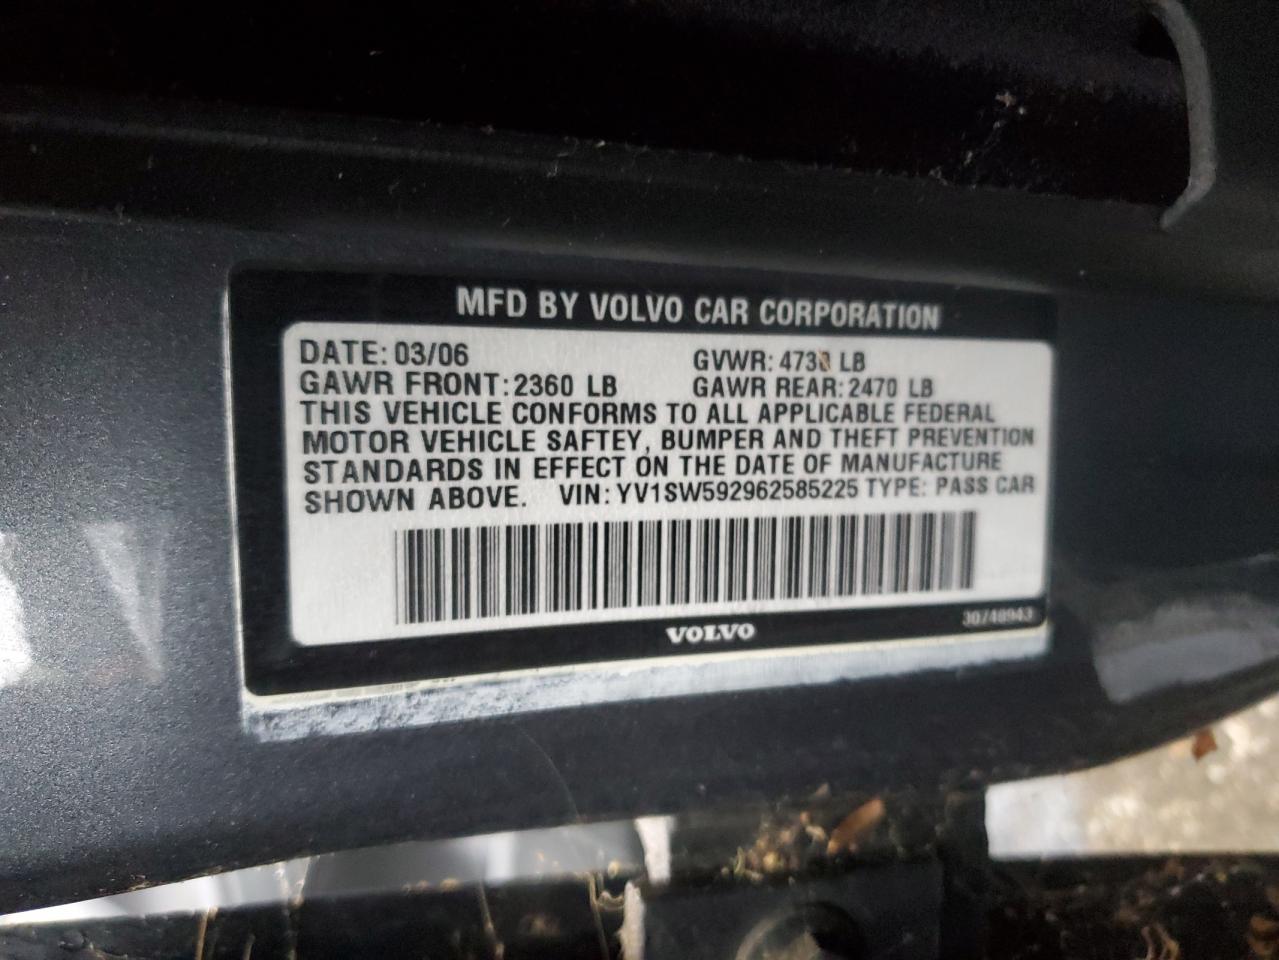 MFD BY VOLVO CAR CORPORATION
DATE: 03/06 GVWR: LB
GAWR FRONT: 2360 LB GAWR REAR: 2470 LB
THIS VEHICLE CONFORMS TO ALL APPLICABLE FEDERAL
MOTOR VEHICLE SAFTEY, BUMPER AND THEFT PREVENTION
STANDARDS IN EFFECT ON THE DATE OF MANUFACTURE
SHOWN ABOVE. VIN: YV1SW592962585225 TYPE: PASS CAR
VOLVO 30748943